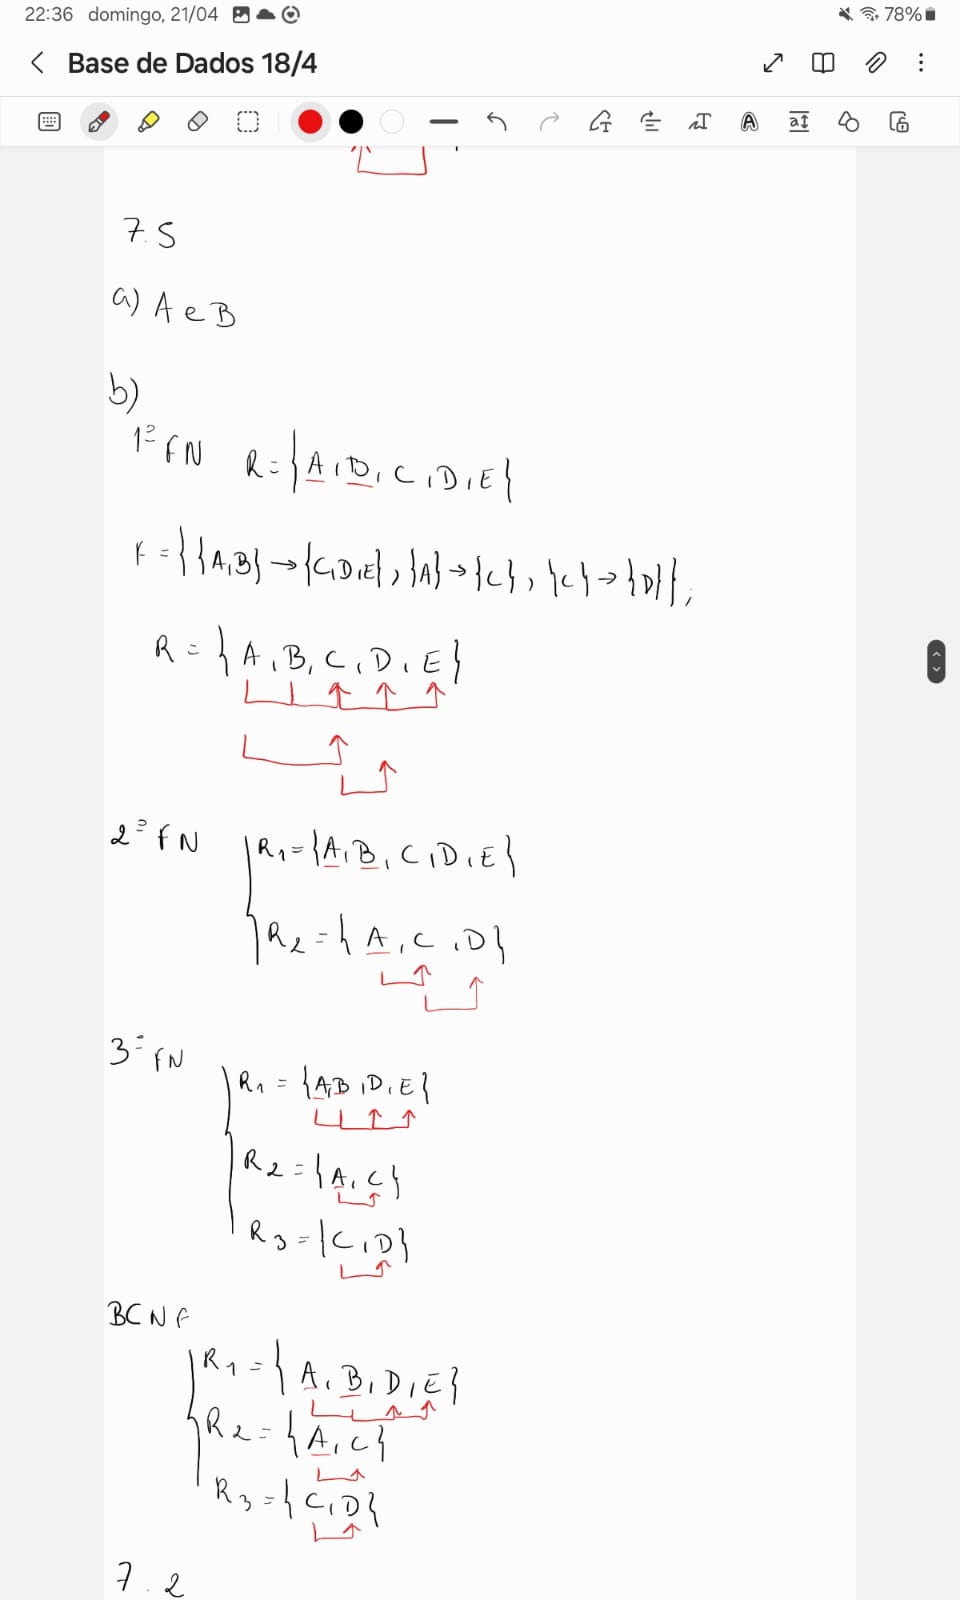 22:36 domingo, 21/04 78%
Base de Dados 18/4
7.5
a) A e B
b)
1ª FN R = {A, B, C, D, E}
F = {{A,B} → {C,D,E}, {A} → {C}, {C} → {D}};
R = {A, B, C, D, E}
2ª FN R1 = {A, B, C, D, E}
R2 = {A, C, D}
3ª FN
R1 = {A,B, D, E}
R2 = {A, C}
R3 = {C, D}
BCNF
R1 = {A, B, D, E}
R2 = {A, C}
R3 = {C, D}
7.2